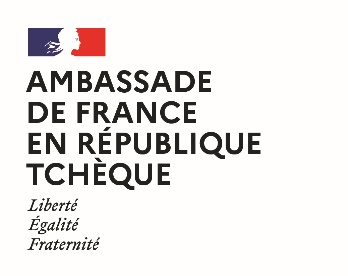 AMBASSADE
DE FRANCE
EN RÉPUBLIQUE
TCHÈQUE
Liberté
Égalité
Fraternité